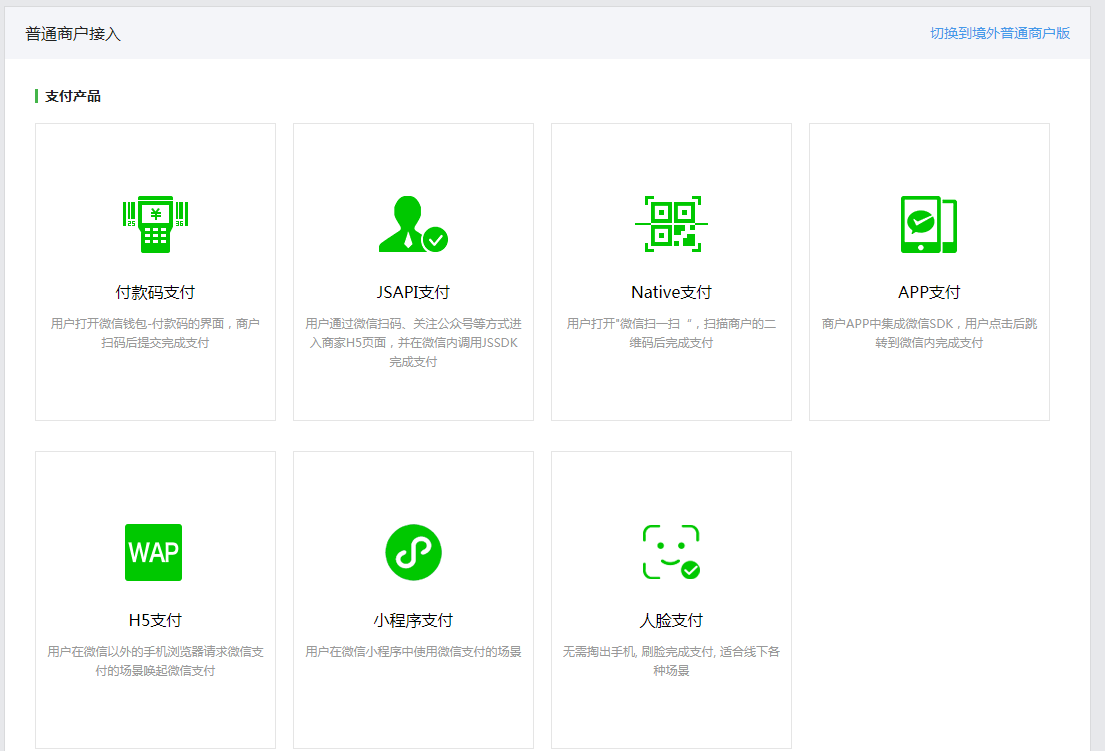 普通商户接入
切换到境外普通商户版
支付产品
¥
25
36
付款码支付
用户打开微信钱包-付款码的界面，商户
扫码后提交完成支付
JSAPI支付
用户通过微信扫码、关注公众号等方式进
入商家H5页面，并在微信内调用JSSDK
完成支付
Native支付
用户打开"微信扫一扫“，扫描商户的二
维码后完成支付
APP支付
商户APP中集成微信SDK，用户点击后跳
转到微信内完成支付
WAP
H5支付
用户在微信以外的手机浏览器请求微信支
付的场景唤起微信支付
小程序支付
用户在微信小程序中使用微信支付的场景
人脸支付
无需掏出手机, 刷脸完成支付, 适合线下各
种场景